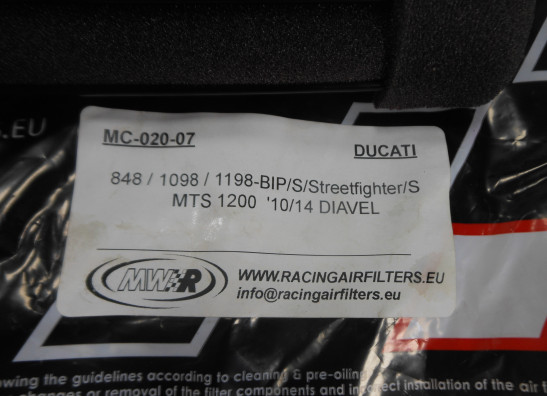 S.EU
MC-020-07
DUCATI
848 / 1098 / 1198-BIP/S/Streetfighter/S
MTS 1200 '10/14 DIAVEL
MWR
WWW.RACINGAIRFILTERS.EU
info@racingairfilters.eu
owing the guidelines according to cleaning & pre-oiling
changes or removal of the filter components and incorrect installation of the air f